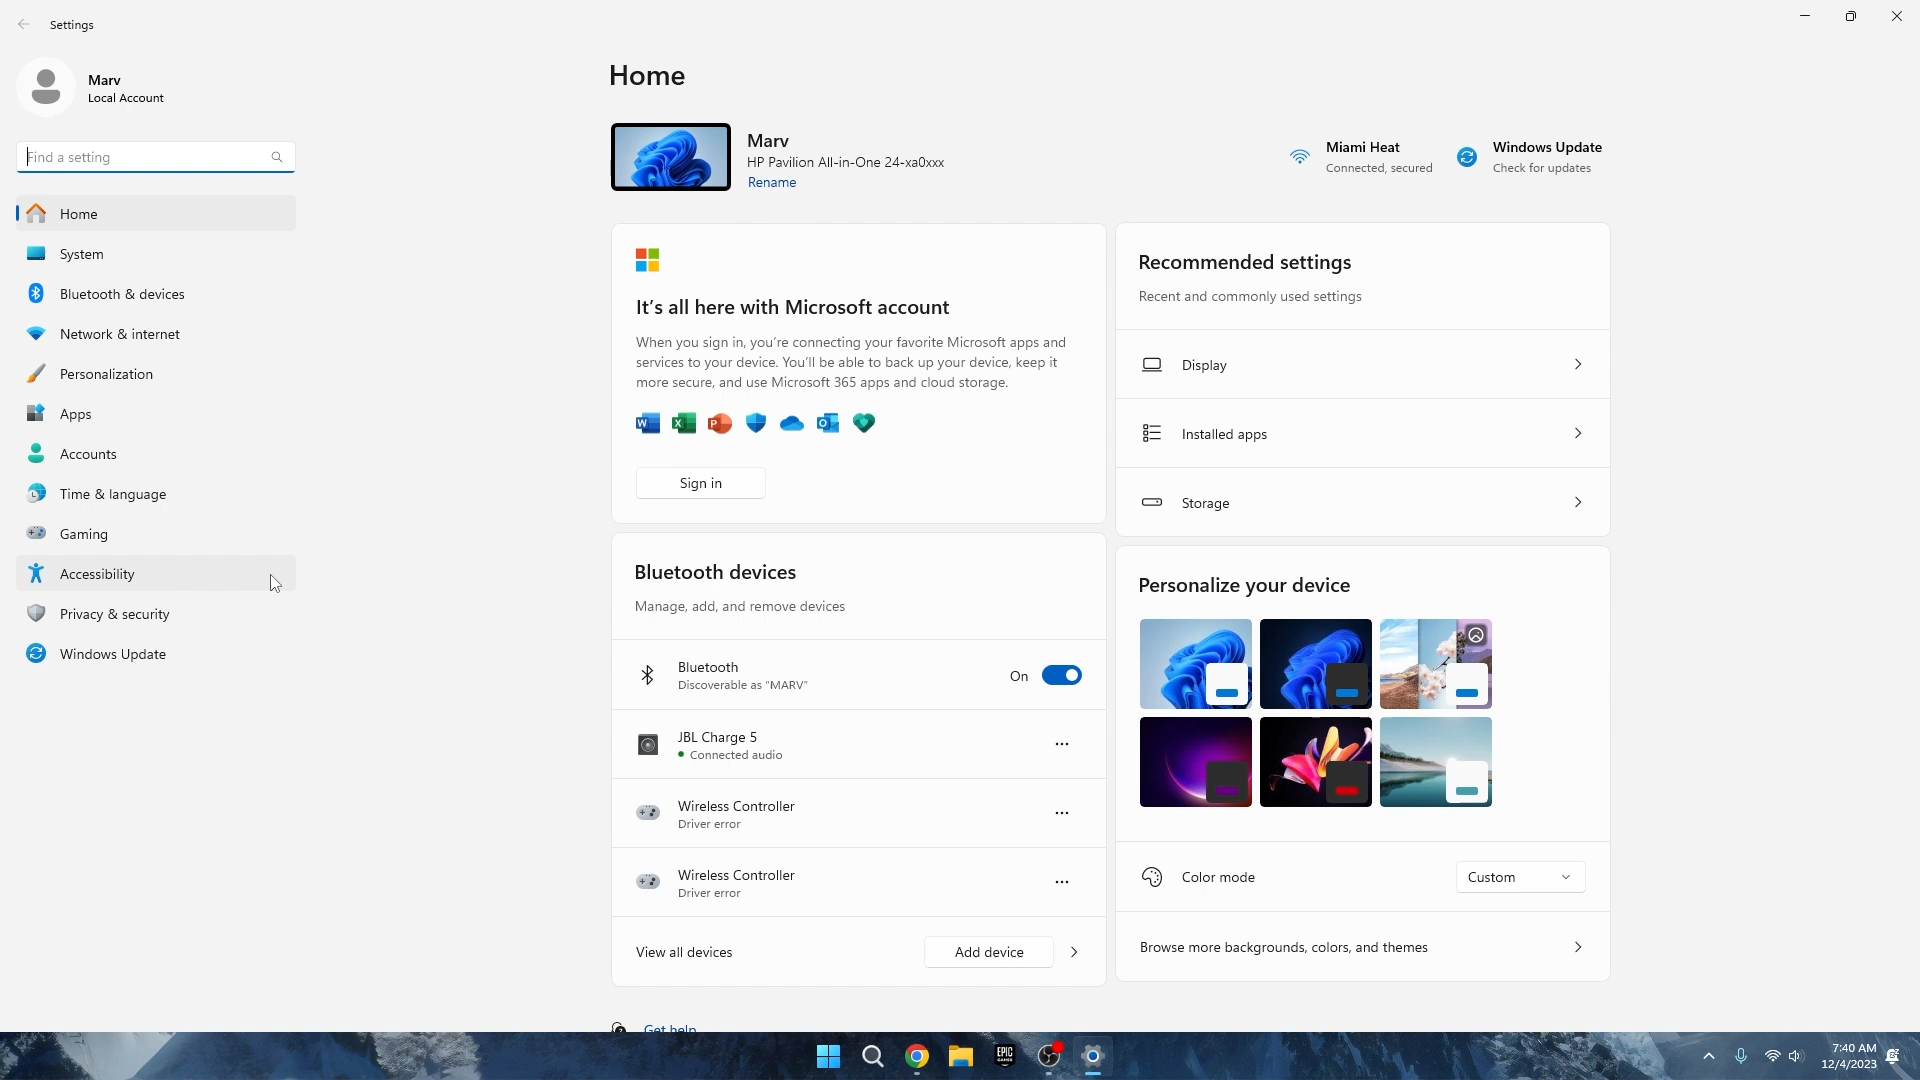 Settings
Marv
Local Account
Find a setting
Home
System
Bluetooth & devices
Network & internet
Personalization
Apps
Accounts
Time & language
Gaming
Accessibility
Privacy & security
Windows Update
Home
Marv
HP Pavilion All-in-One 24-xa0xxx
Rename
Miami Heat
Connected, secured
Windows Update
Check for updates
It's all here with Microsoft account
When you sign in, you're connecting your favorite Microsoft apps and
services to your device. You'll be able to back up your device, keep it
more secure, and use Microsoft 365 apps and cloud storage.
Sign in
Bluetooth devices
Manage, add, and remove devices
Bluetooth
Discoverable as "MARV"
On
JBL Charge 5
Connected audio
Wireless Controller
Driver error
Wireless Controller
Driver error
View all devices
Add device
Get help
Recommended settings
Recent and commonly used settings
Display
Installed apps
Storage
Personalize your device
Color mode
Custom
Browse more backgrounds, colors, and themes
EPIC
GAMES
7:40 AM
12/4/2023